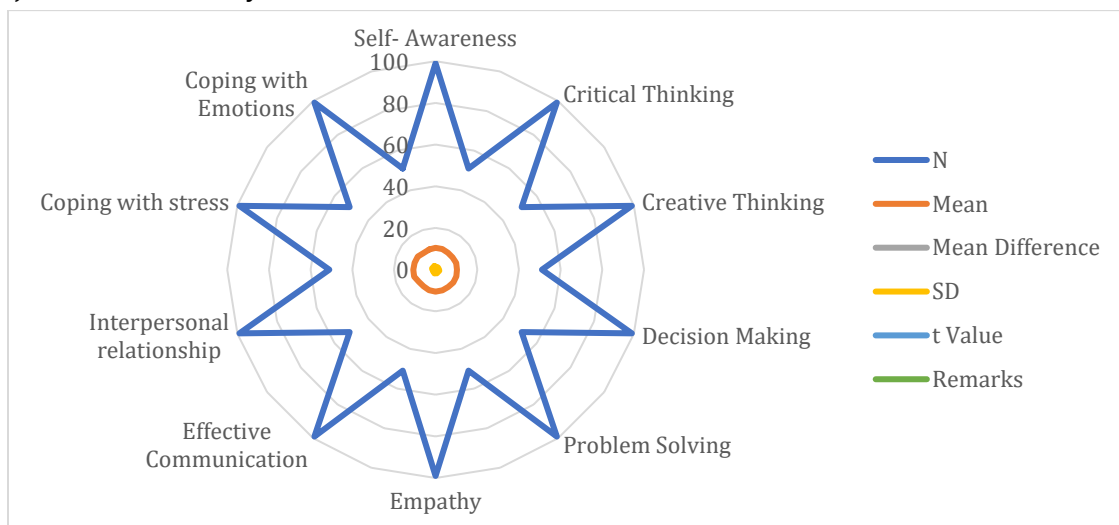 Self- Awareness
100
80
60
40
20
0
Critical Thinking
Creative Thinking
Decision Making
Problem Solving
Empathy
Effective
Communication
Interpersonal
relationship
Coping with stress
Coping with
Emotions
N
Mean
Mean Difference
SD
t Value
Remarks